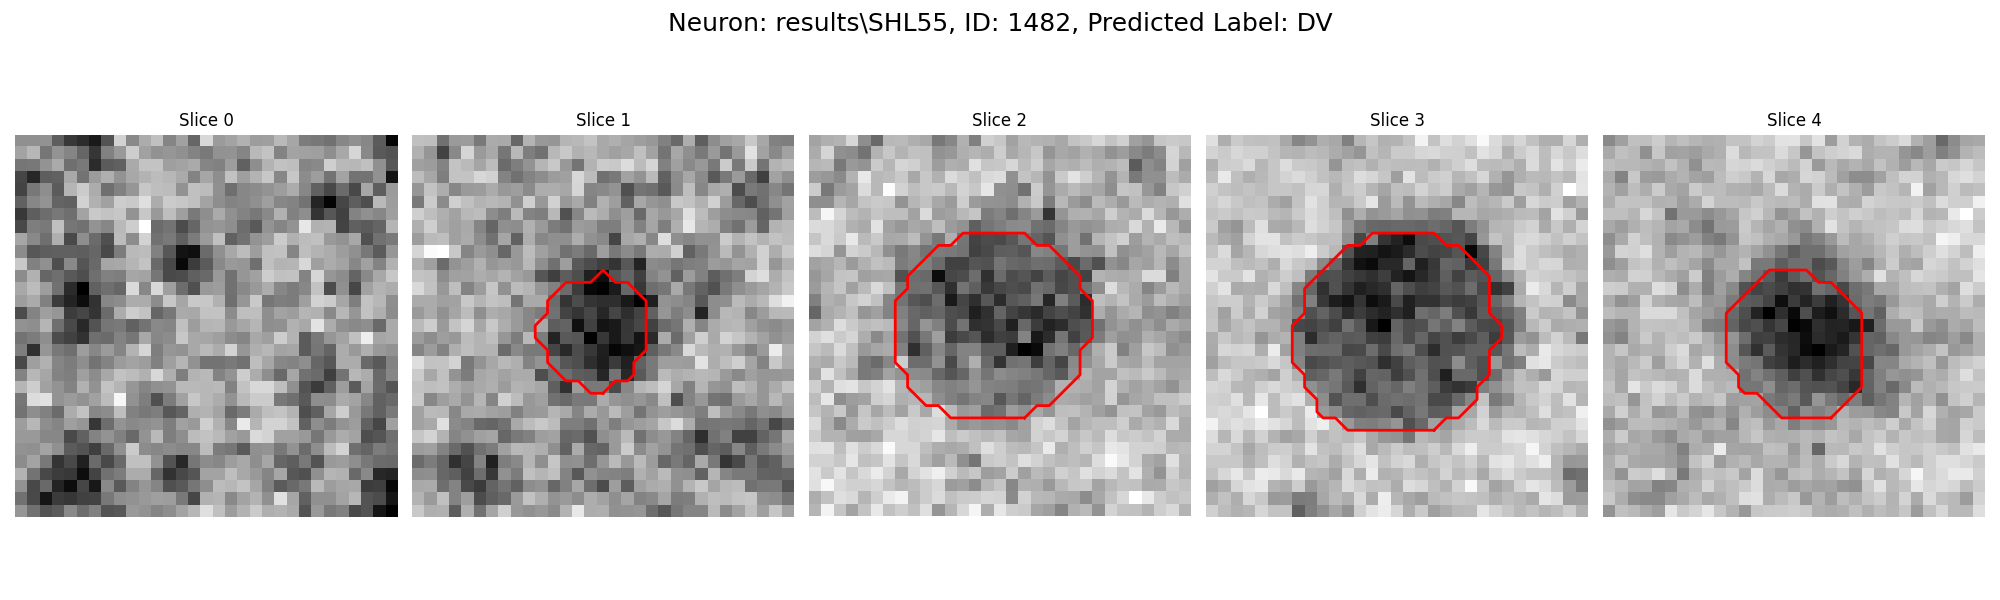 Neuron: results\SHL55, ID: 1482, Predicted Label: DV
Slice 0
Slice 1
Slice 2
Slice 3
Slice 4